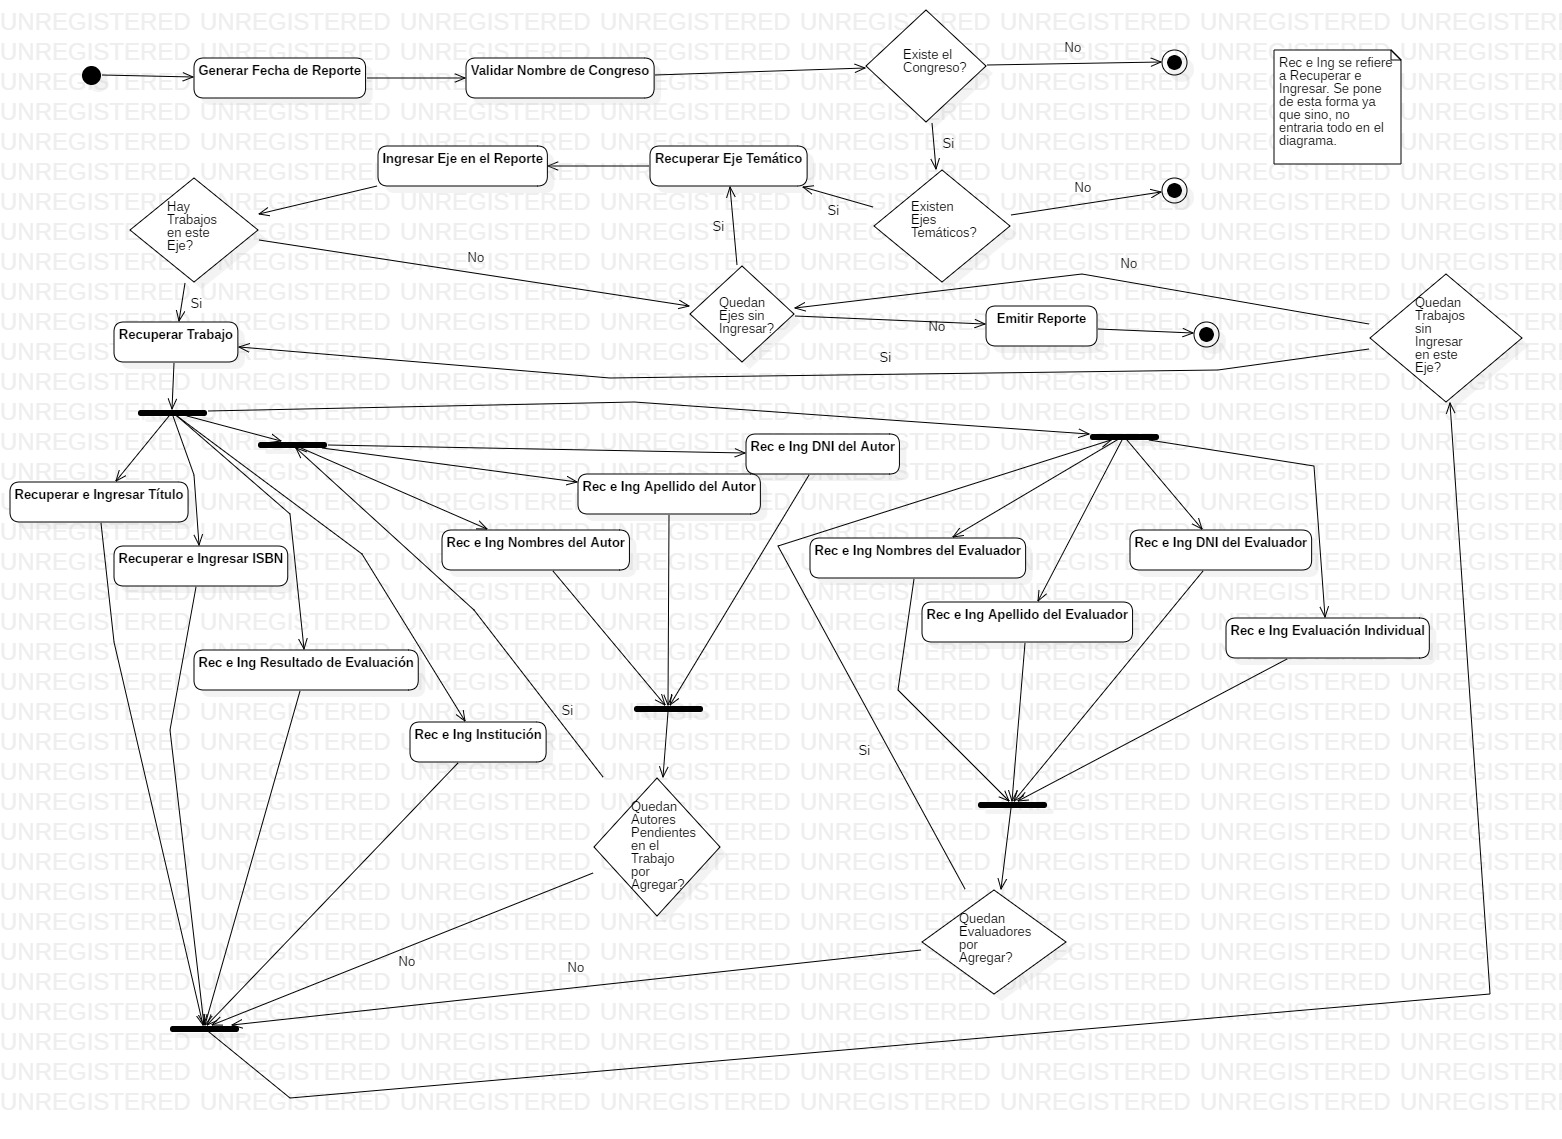 Generar Fecha de Reporte
Validar Nombre de Congreso
Existe el
Congreso?
No
Rec e Ing se refiere
a Recuperar e
Ingresar. Se pone
de esta forma ya
que sino, no
entraria todo en el
diagrama.
Si
Ingresar Eje en el Reporte
Recuperar Eje Temático
Existen
Ejes
Temáticos?
No
Si
Hay
Trabajos
en este
Eje?
No
Si
Si
Quedan
Ejes sin
Ingresar?
No
No
Emitir Reporte
Quedan
Trabajos
sin
Ingresar
en este
Eje?
Si
Recuperar Trabajo
Rec e Ing DNI del Autor
Rec e Ing Apellido del Autor
Recuperar e Ingresar Título
Rec e Ing Nombres del Autor
Recuperar e Ingresar ISBN
Rec e Ing Nombres del Evaluador
Rec e Ing DNI del Evaluador
Rec e Ing Apellido del Evaluador
Rec e Ing Evaluación Individual
Rec e Ing Resultado de Evaluación
Rec e Ing Institución
Si
Si
Quedan
Autores
Pendientes
en el
Trabajo
por
Agregar?
Quedan
Evaluadores
por
Agregar?
No
No
UNREGISTERED